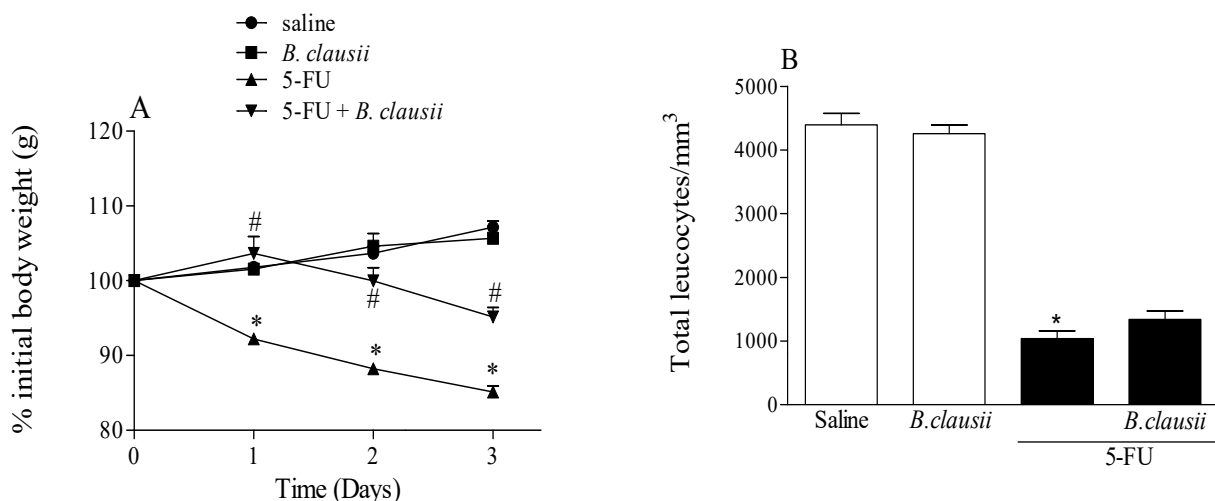 saline
B. clausii
5-FU
5-FU + B. clausii
A
% initial body weight (g)
120
110
100
90
80
#
#
#
*
*
*
0 1 2 3
Time (Days)
B
Total leucocytes/mm³
5000
4000
3000
2000
1000
0
*
Saline B.clausii B.clausii
5-FU